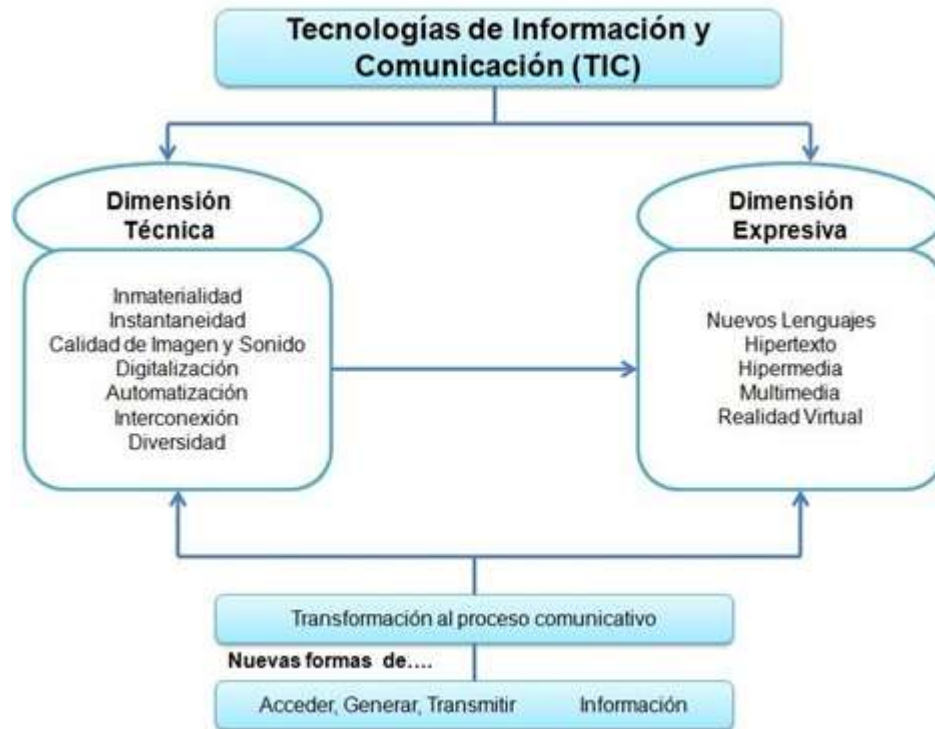 Tecnologías de Información y
Comunicación (TIC)
Dimensión
Técnica
Inmaterialidad
Instantaneidad
Calidad de Imagen y Sonido
Digitalización
Automatización
Interconexión
Diversidad
Dimensión
Expresiva
Nuevos Lenguajes
Hipertexto
Hipermedia
Multimedia
Realidad Virtual
Transformación al proceso comunicativo
Nuevas formas de....
Acceder, Generar, Transmitir Información